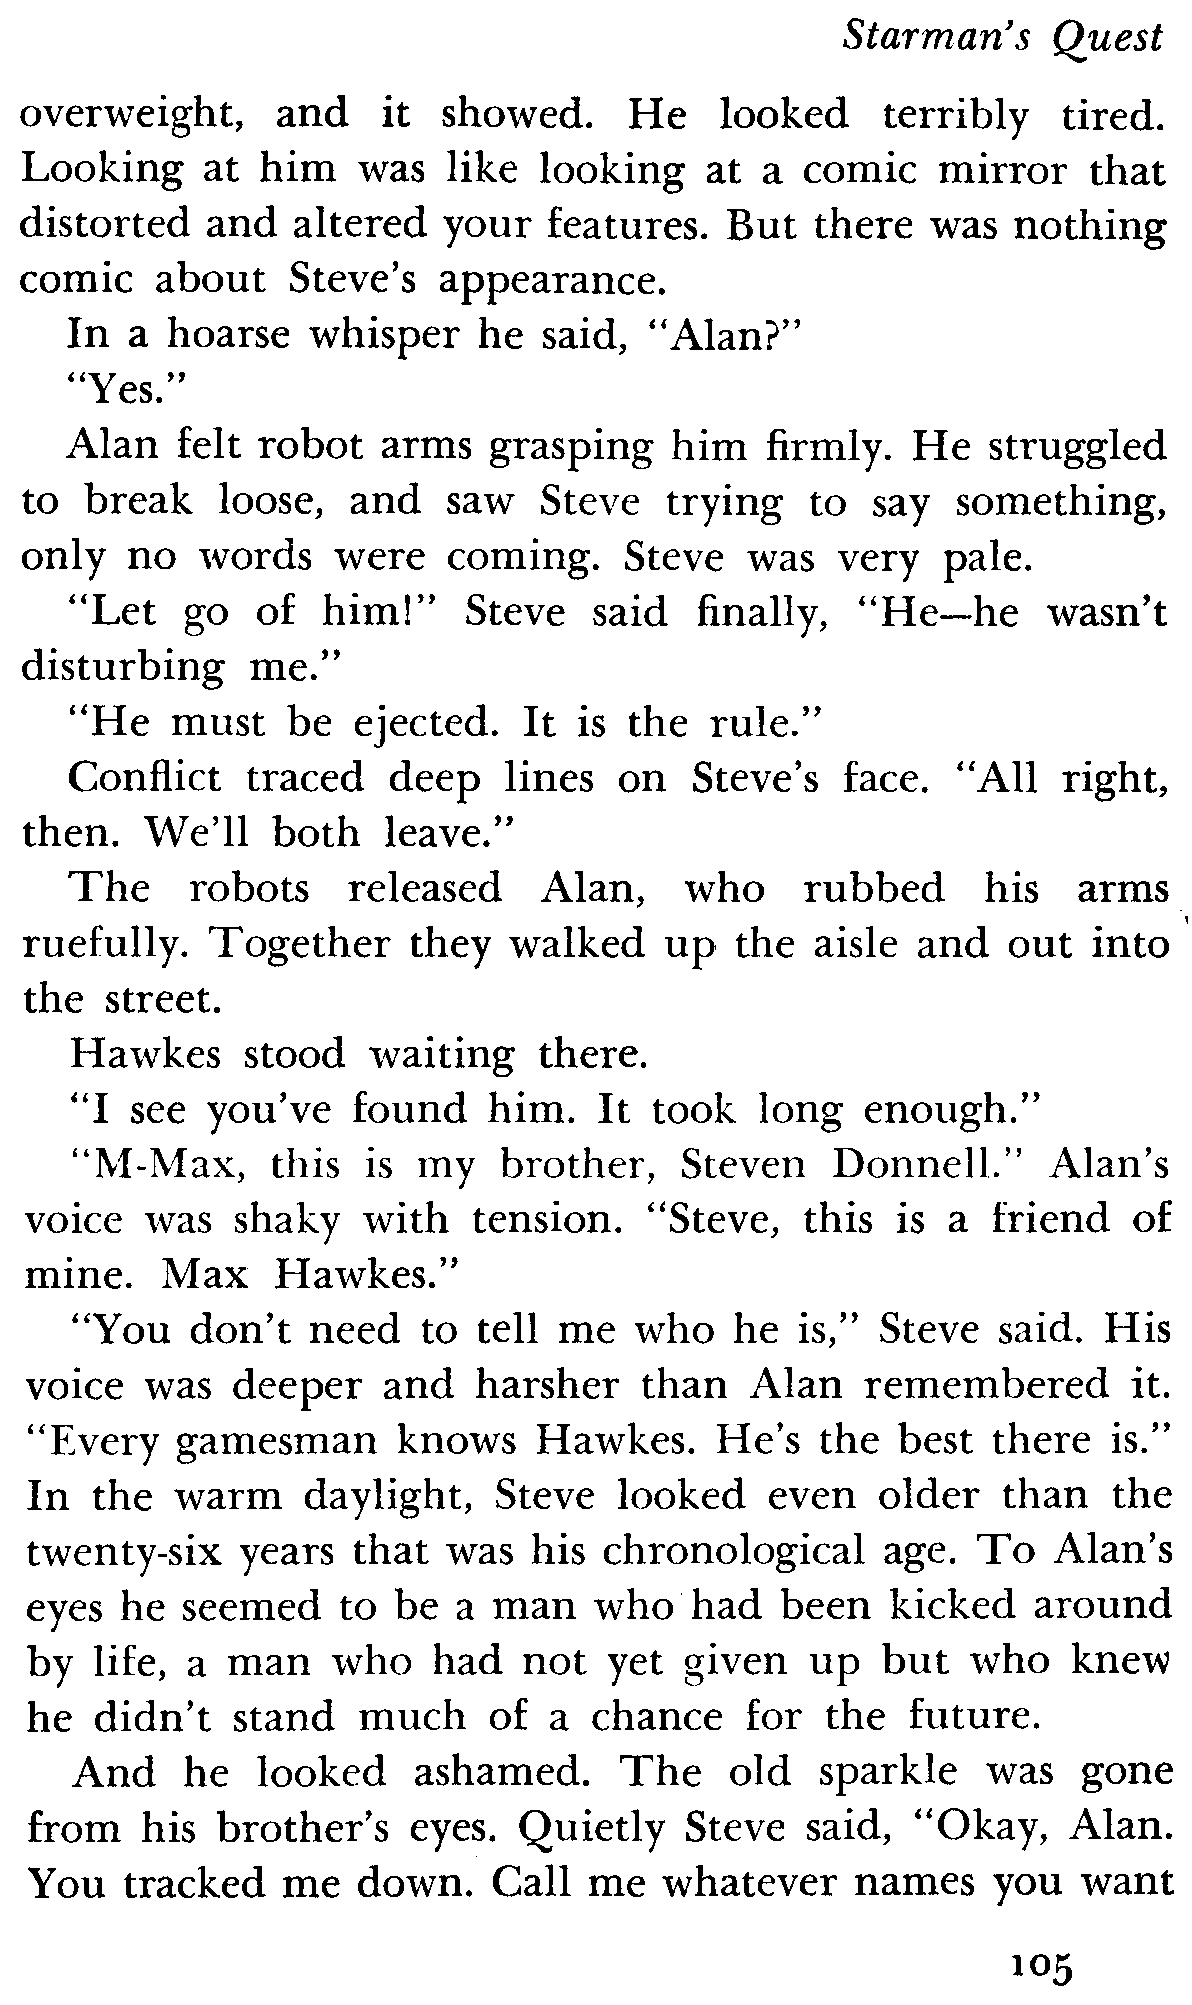 Starman's Quest
overweight, and it showed. He looked terribly tired.
Looking at him was like looking at a comic mirror that
distorted and altered your features. But there was nothing
comic about Steve's appearance.
In a hoarse whisper he said, "Alan?"
"Yes."
Alan felt robot arms grasping him firmly. He struggled
to break loose, and saw Steve trying to say something,
only no words were coming. Steve was very pale.
"Let go of him!" Steve said finally, "He—he wasn't
disturbing me."
"He must be ejected. It is the rule."
Conflict traced deep lines on Steve's face. "All right,
then. We'll both leave."
The robots released Alan, who rubbed his arms
ruefully. Together they walked up the aisle and out into
the street.
Hawkes stood waiting there.
"I see you've found him. It took long enough."
"M-Max, this is my brother, Steven Donnell." Alan's
voice was shaky with tension. "Steve, this is a friend of
mine. Max Hawkes."
"You don't need to tell me who he is," Steve said. His
voice was deeper and harsher than Alan remembered it.
"Every gamesman knows Hawkes. He's the best there is."
In the warm daylight, Steve looked even older than the
twenty-six years that was his chronological age. To Alan's
eyes he seemed to be a man who had been kicked around
by life, a man who had not yet given up but who knew
he didn't stand much of a chance for the future.
And he looked ashamed. The old sparkle was gone
from his brother's eyes. Quietly Steve said, "Okay, Alan.
You tracked me down. Call me whatever names you want
105